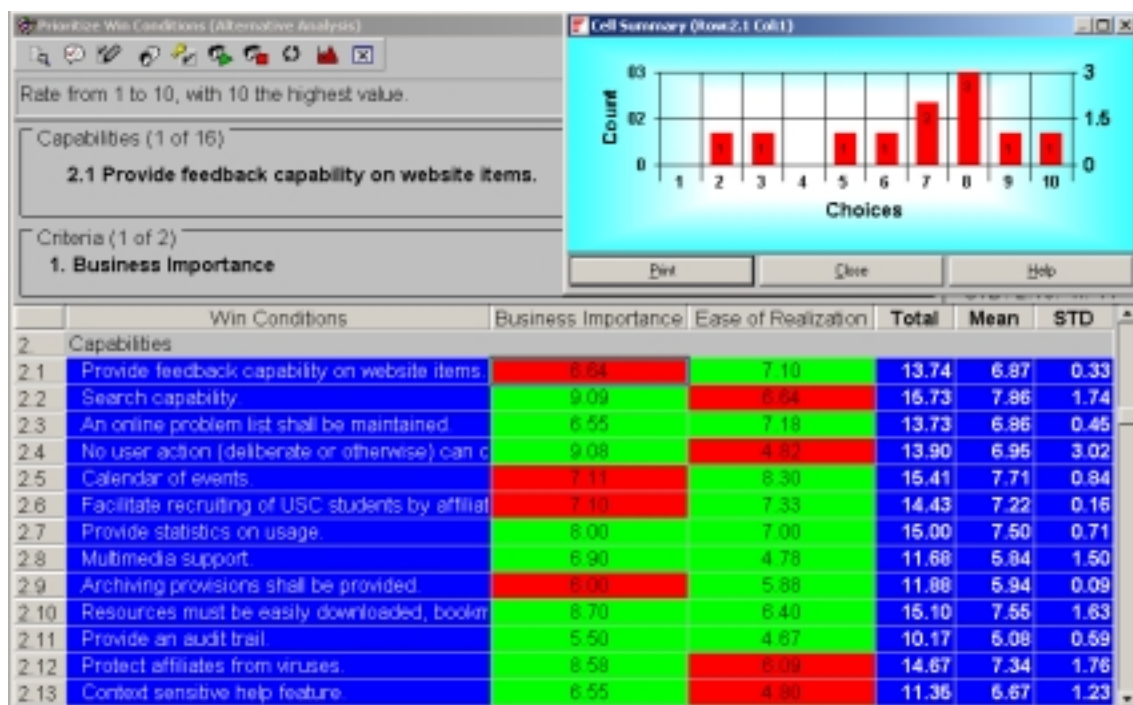 Prioritize Win Conditions (Alternative Analysis)
Rate from 1 to 10, with 10 the highest value.
Capabilities (1 of 16)
2.1 Provide feedback capability on website items.
Criteria (1 of 2)
1. Business Importance
Cell Summary (Row:2.1 Col:1)
03 3
Count 02 1.5
0 0
1 1 1 1 2 3 1 1
1 2 3 4 5 6 7 8 9 10
Choices
Print Close Help
Win Conditions Business Importance Ease of Realization Total Mean STD
2. Capabilities
2.1 Provide feedback capability on website items. 6.64 7.10 13.74 6.87 0.33
2.2 Search capability. 9.09 6.64 15.73 7.86 1.74
2.3 An online problem list shall be maintained. 6.55 7.18 13.73 6.86 0.45
2.4 No user action (deliberate or otherwise) can c 9.08 4.82 13.90 6.95 3.02
2.5 Calendar of events. 7.11 8.30 15.41 7.71 0.84
2.6 Facilitate recruiting of USC students by affiliat 7.10 7.33 14.43 7.22 0.16
2.7 Provide statistics on usage. 8.00 7.00 15.00 7.50 0.71
2.8 Multimedia support. 6.90 4.78 11.68 5.84 1.50
2.9 Archiving provisions shall be provided. 6.00 5.88 11.88 5.94 0.09
2.10 Resources must be easily downloaded, bookm 8.70 6.40 15.10 7.55 1.63
2.11 Provide an audit trail. 5.50 4.67 10.17 5.08 0.59
2.12 Protect affiliates from viruses. 8.58 6.09 14.67 7.34 1.76
2.13 Context sensitive help feature. 6.55 4.80 11.35 5.67 1.23